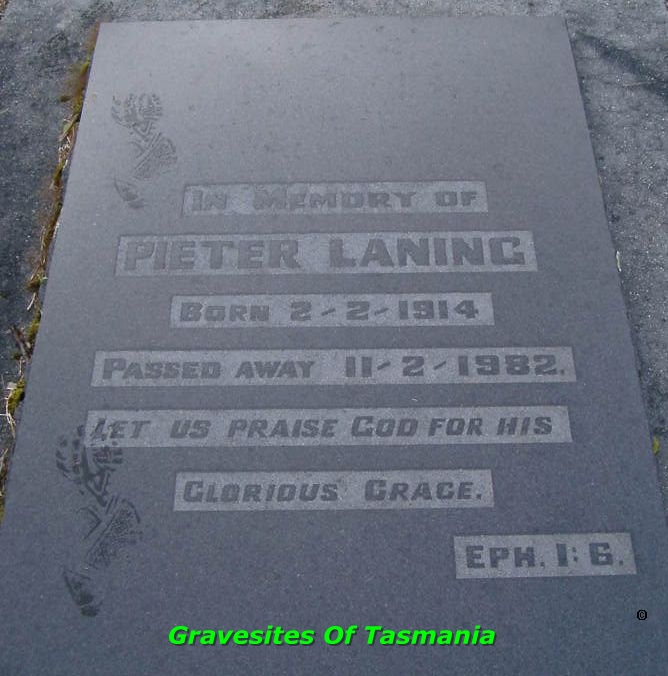 In Memory of
PIETER LANING
Born 2-2-1914
Passed away 11-2-1982.
Let us praise God for his
Glorious Grace.
Eph. 1:6.
©
Gravesites Of Tasmania